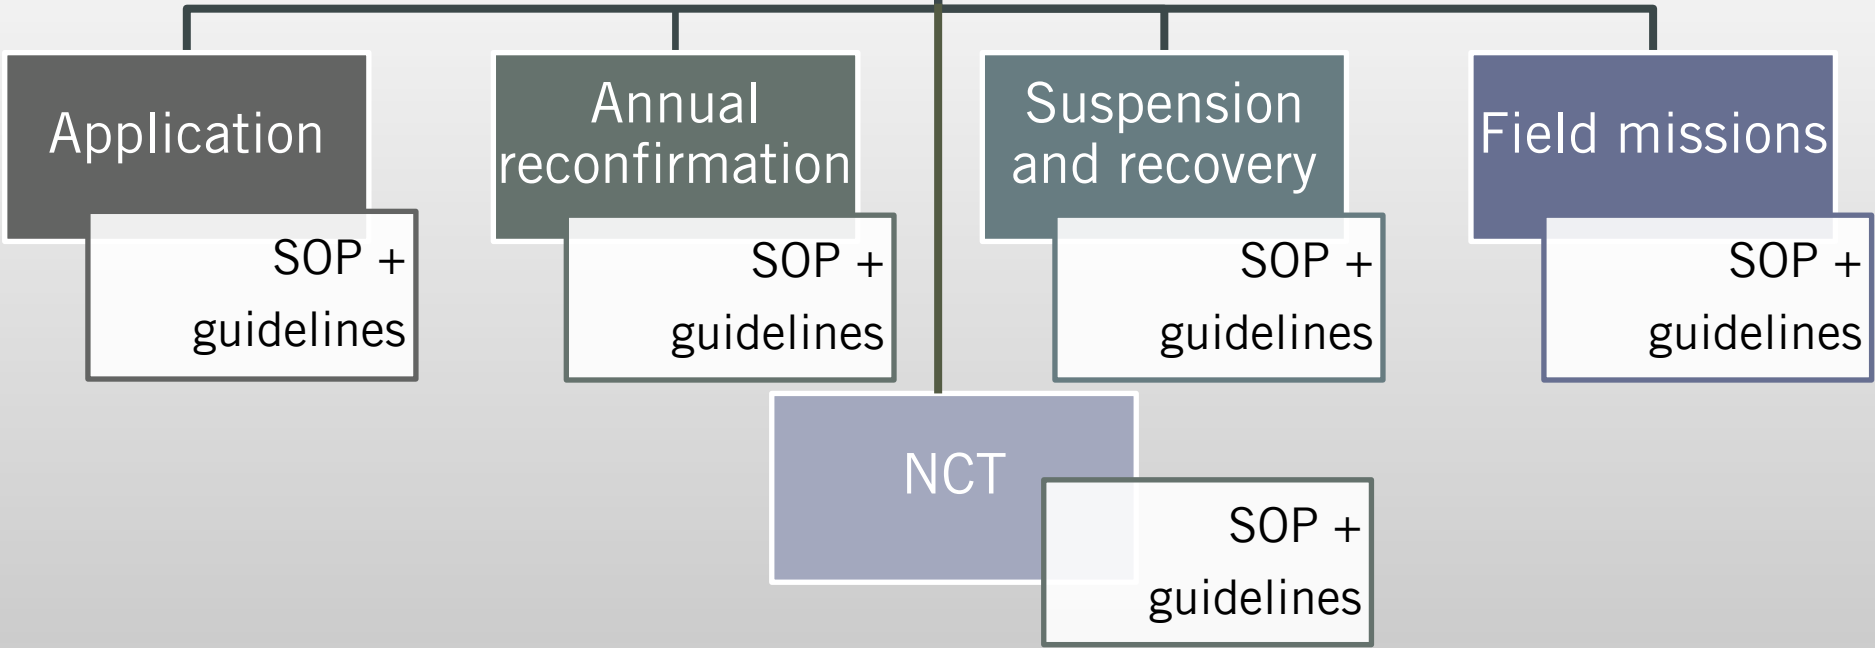 Application
SOP +
guidelines
Annual
reconfirmation
SOP +
guidelines
Suspension
and recovery
SOP +
guidelines
Field missions
SOP +
guidelines
NCT
SOP +
guidelines